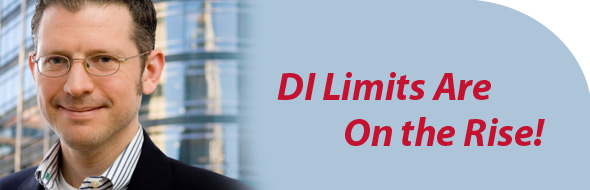 DI Limits Are
On the Rise!